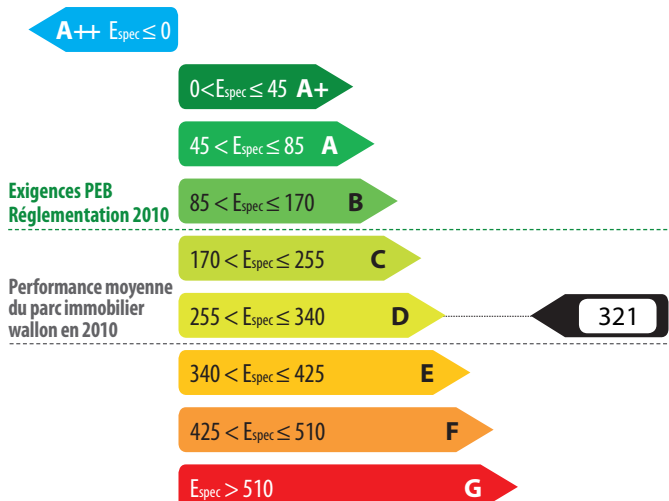 A++ Espec ≤ 0
0<Espec ≤ 45 A+
45 < Espec ≤ 85 A
Exigences PEB
Réglementation 2010
85 < Espec ≤ 170 B
170 < Espec ≤ 255 C
Performance moyenne
du parc immobilier
wallon en 2010
255 < Espec ≤ 340 D
321
340 < Espec ≤ 425 E
425 < Espec ≤ 510 F
Espec > 510 G